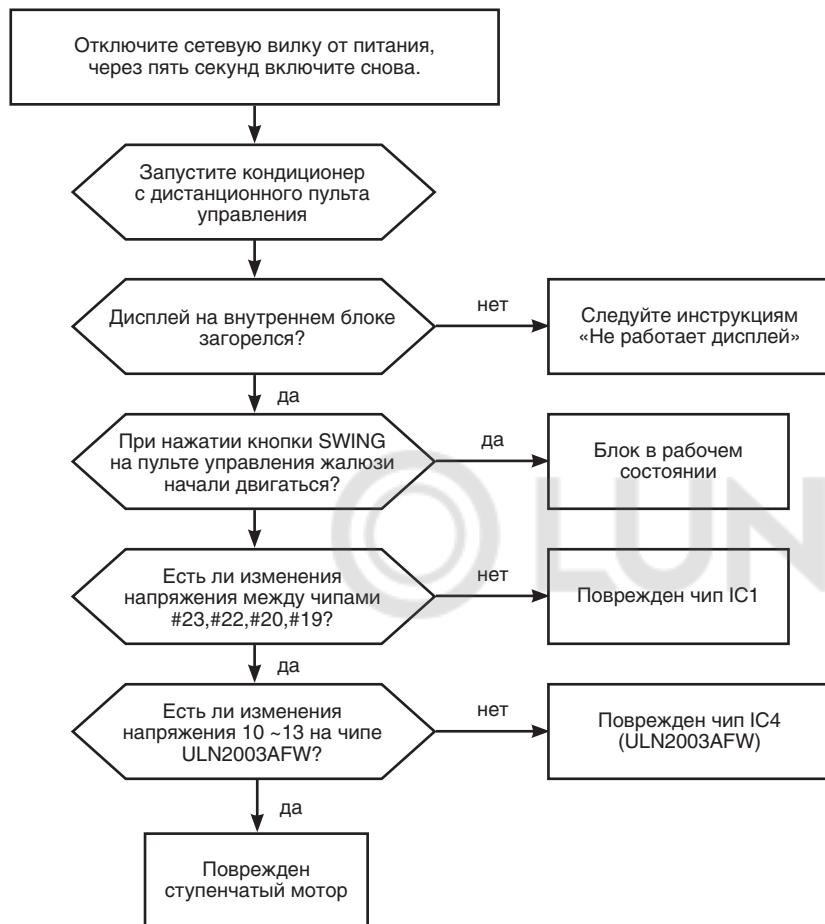 Отключите сетевую вилку от питания,
через пять секунд включите снова.
Запустите кондиционер
с дистанционного пульта
управления
Дисплей на внутреннем блоке
загорелся?
нет
Следуйте инструкциям
«Не работает дисплей»
да
При нажатии кнопки SWING
на пульте управления жалюзи
начали двигаться?
да
Блок в рабочем
состоянии
LUN
Есть ли изменения
напряжения между чипами
#23,#22,#20,#19?
нет
Поврежден чип IC1
да
Есть ли изменения
напряжения 10 ~13 на чипе
ULN2003AFW?
нет
Поврежден чип IC4
(ULN2003AFW)
да
Поврежден
ступенчатый мотор